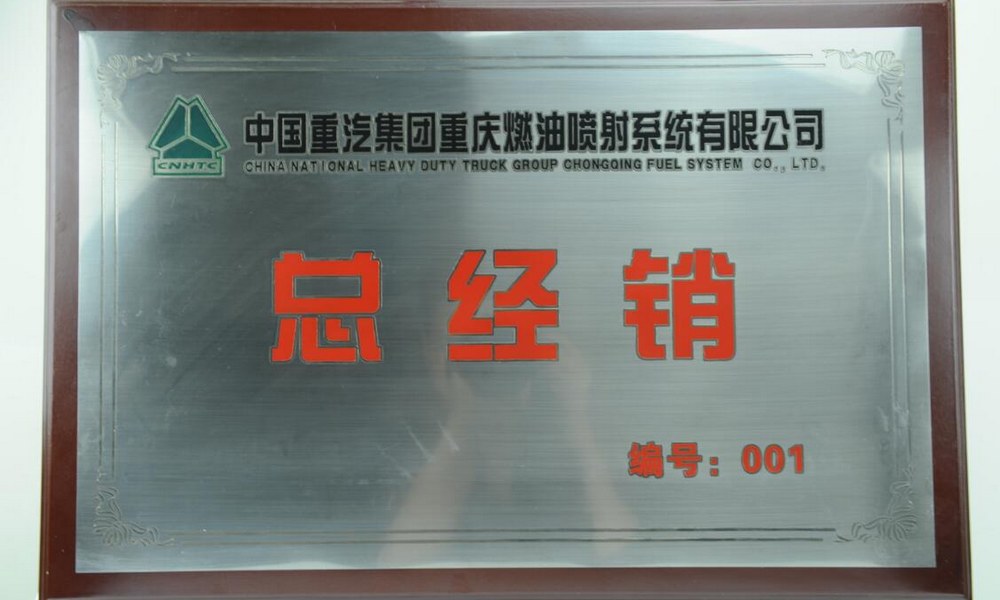 CNHTC
中国重汽集团重庆燃油喷射系统有限公司
CHINA NATIONAL HEAVY DUTY TRUCK GROUP CHONGQING FUEL SYSTEM CO., LTD.
总经销
编号：001